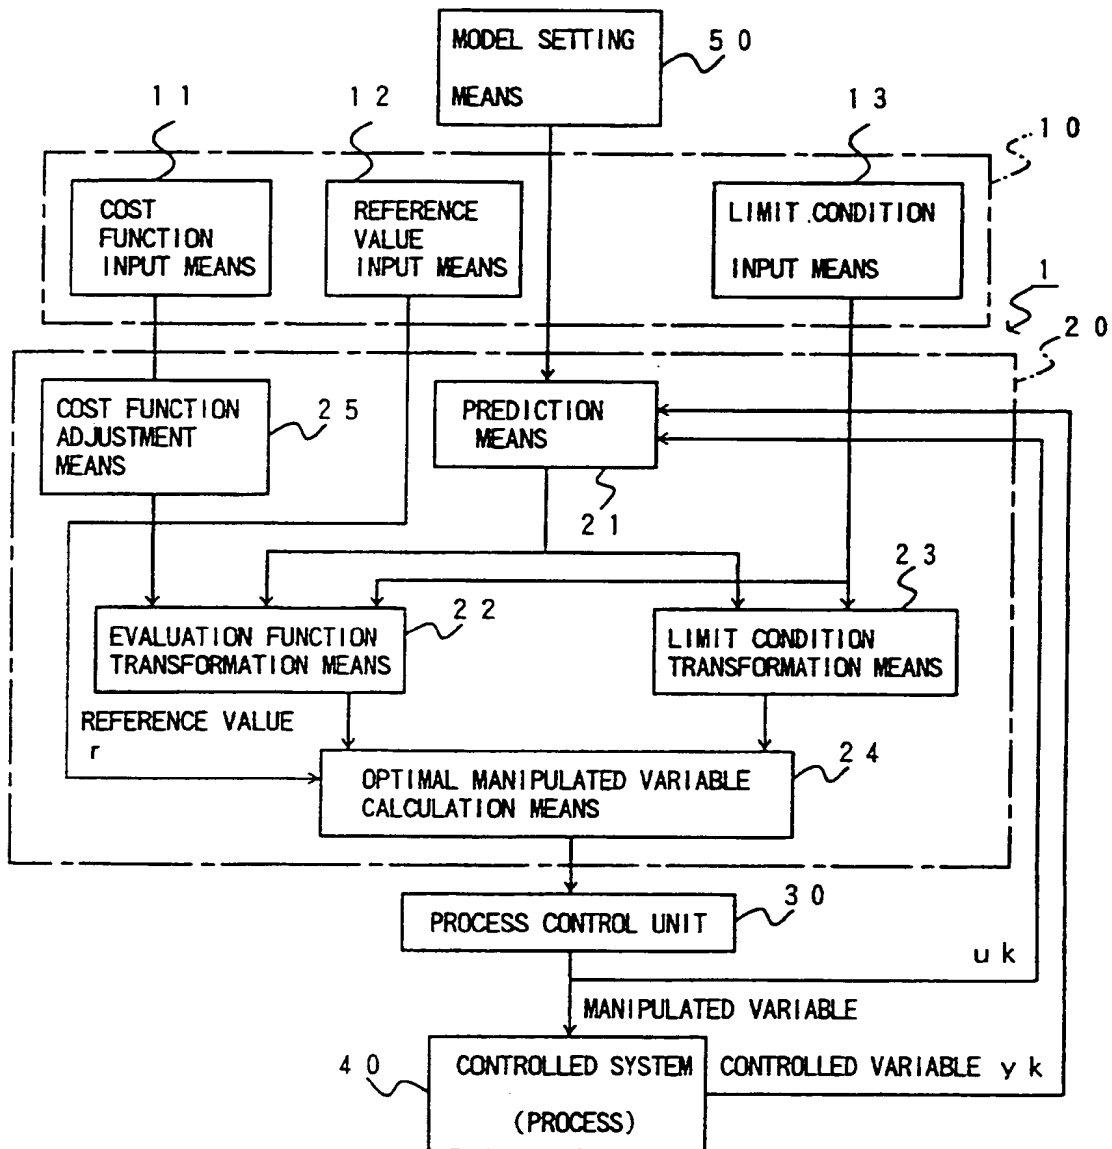 MODEL SETTING
MEANS
5 0
1 1
1 2
1 3
1 0
COST
FUNCTION
INPUT MEANS
REFERENCE
VALUE
INPUT MEANS
LIMIT CONDITION
INPUT MEANS
1
2 0
COST FUNCTION
ADJUSTMENT
MEANS
2 5
PREDICTION
MEANS
2 1
2 3
EVALUATION FUNCTION
TRANSFORMATION MEANS
2 2
LIMIT CONDITION
TRANSFORMATION MEANS
REFERENCE VALUE
r
OPTIMAL MANIPULATED VARIABLE
CALCULATION MEANS
2 4
PROCESS CONTROL UNIT
3 0
u k
MANIPULATED VARIABLE
4 0
CONTROLLED SYSTEM
(PROCESS)
CONTROLLED VARIABLE y k